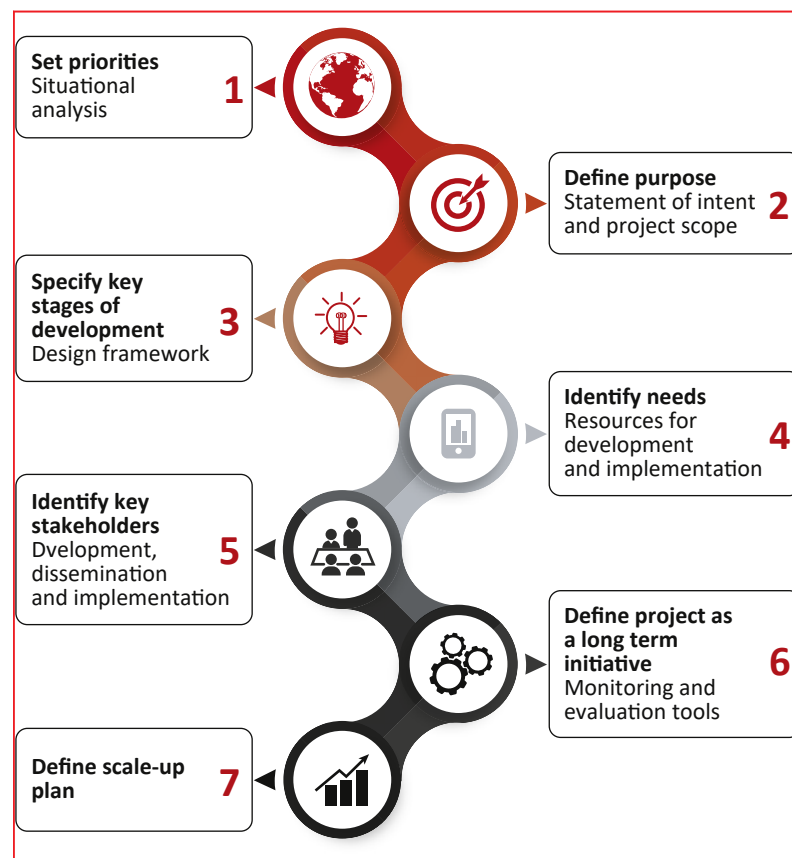 Set priorities
Situational
analysis
1
Define purpose
Statement of intent
and project scope
2
Specify key
stages of
development
Design framework
3
Identify needs
Resources for
development
and implementation
4
Identify key
stakeholders
Dvelopment,
dissemination
and implementation
5
Define project as
a long term
initiative
Monitoring and
evaluation tools
6
Define scale-up
plan
7